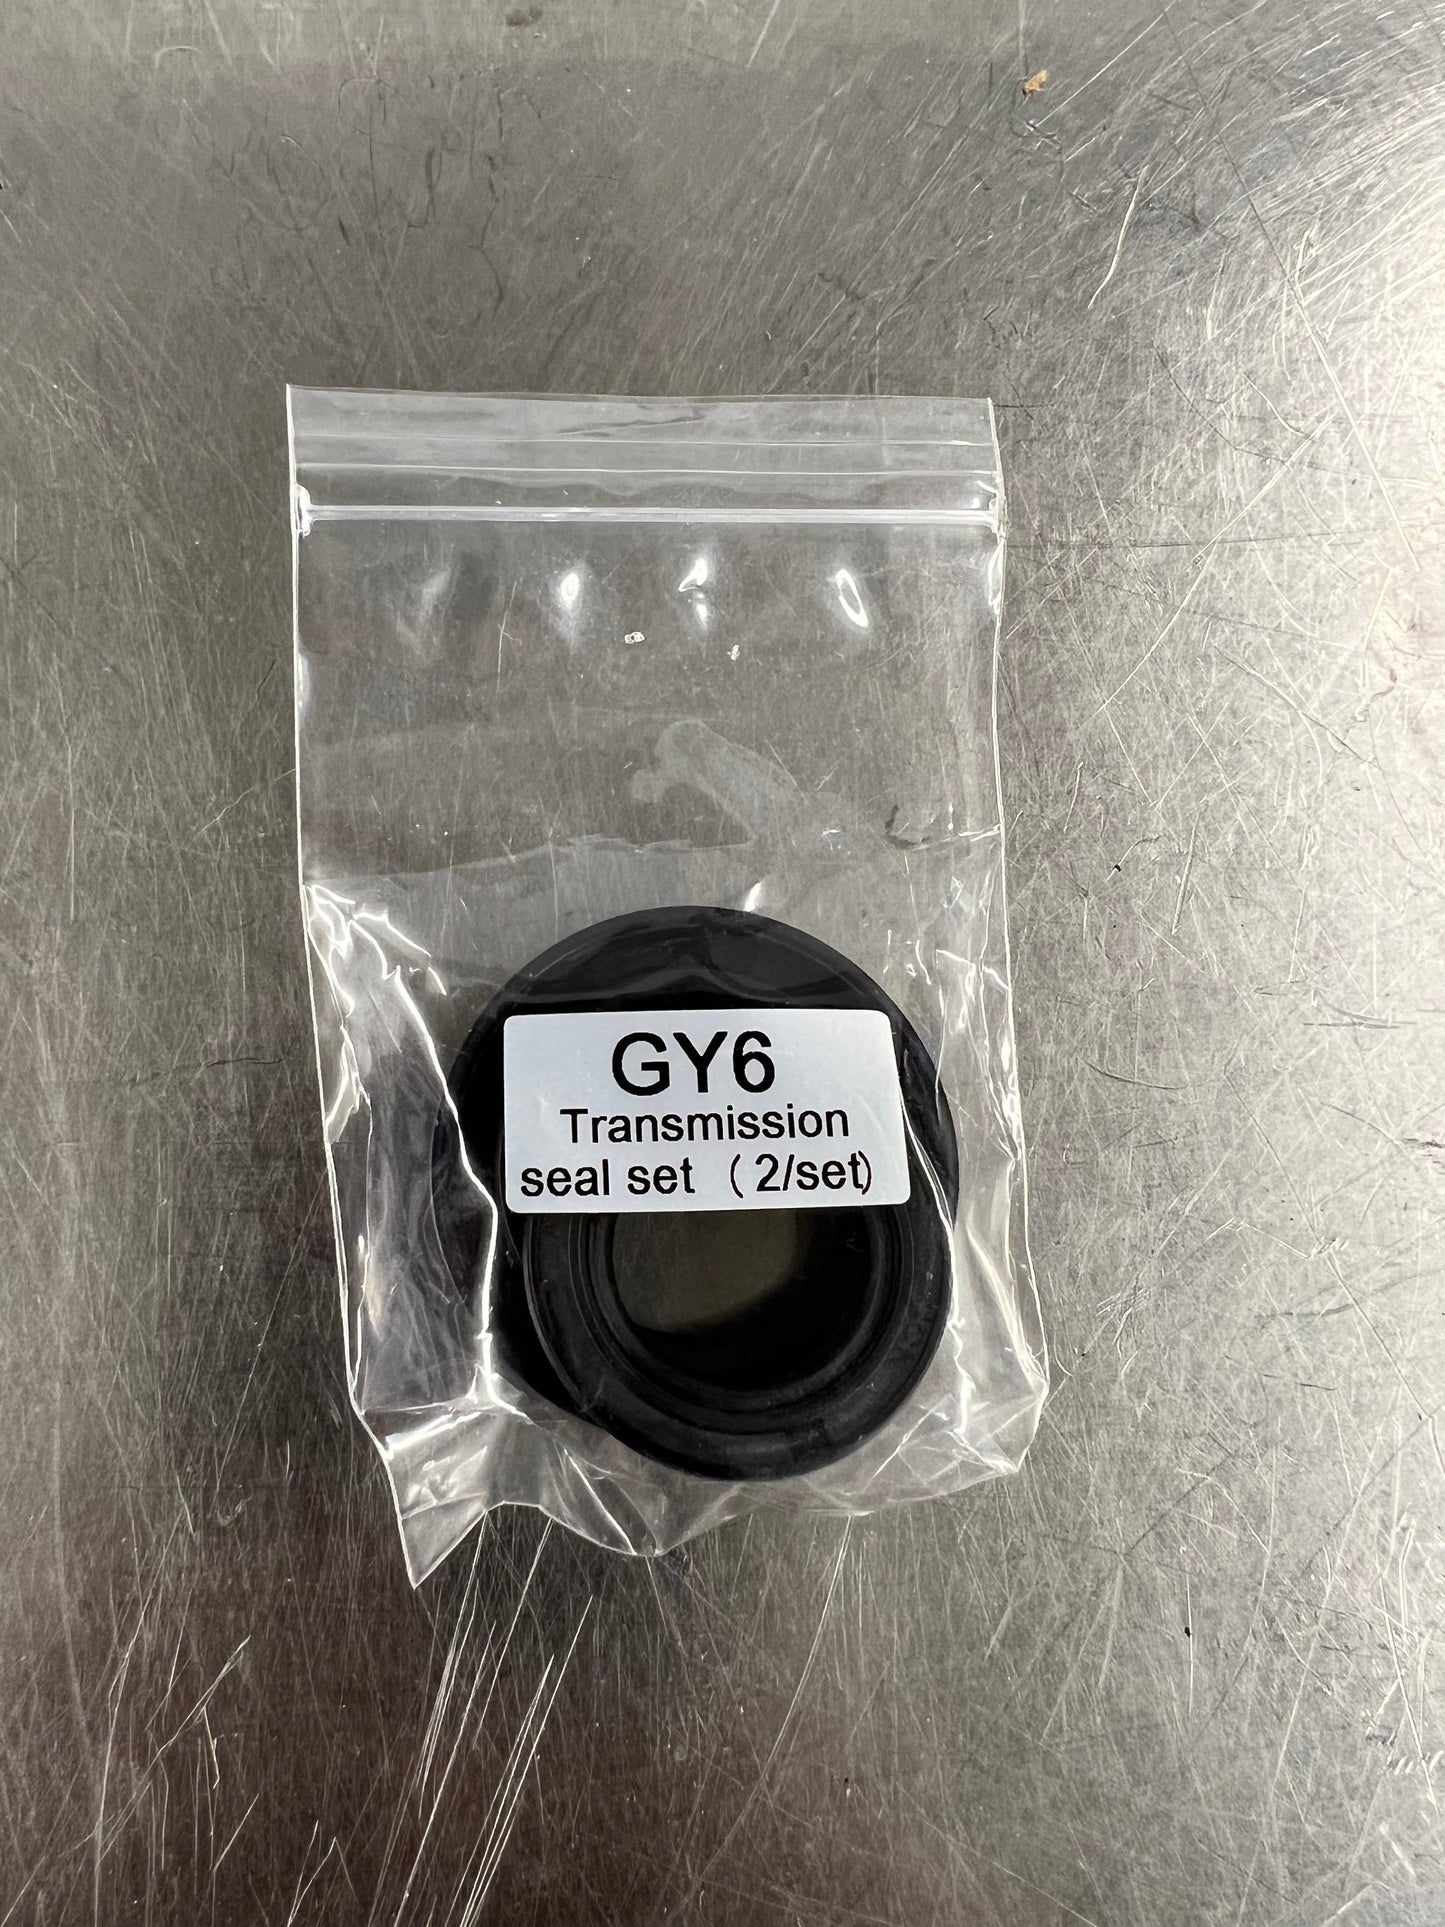 GY6
Transmission
seal set （2/set)